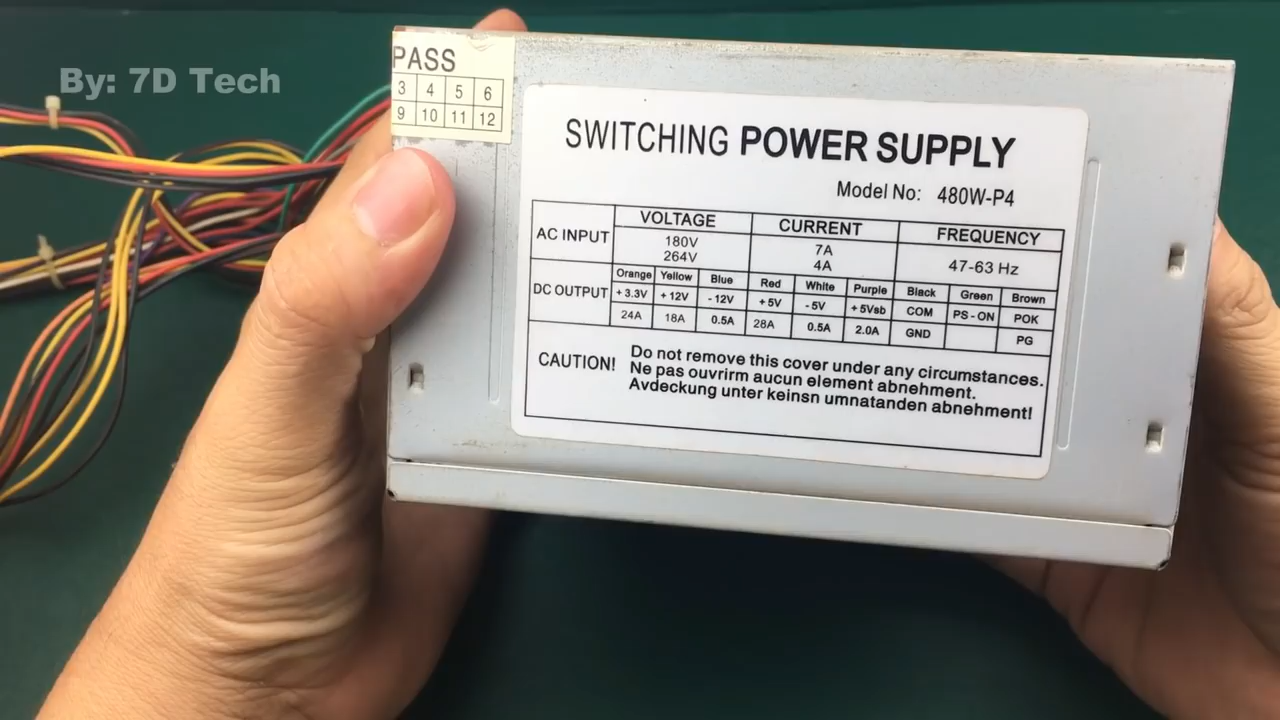 By: 7D Tech
PASS
3 4 5 6
9 10 11 12
SWITCHING POWER SUPPLY
Model No: 480W-P4
AC INPUT
VOLTAGE CURRENT FREQUENCY
180V 7A 47-63 Hz
264V 4A
DC OUTPUT
Orange Yellow Blue Red White Purple Black Green Brown
+3.3V +12V -12V +5V -5V +5Vsb COM PS-ON POK
24A 18A 0.5A 28A 0.5A 2.0A GND PG
CAUTION!
Do not remove this cover under any circumstances.
Ne pas ouvrirm aucun element abnehment.
Avdeckung unter keinsn umnatanden abnehment!